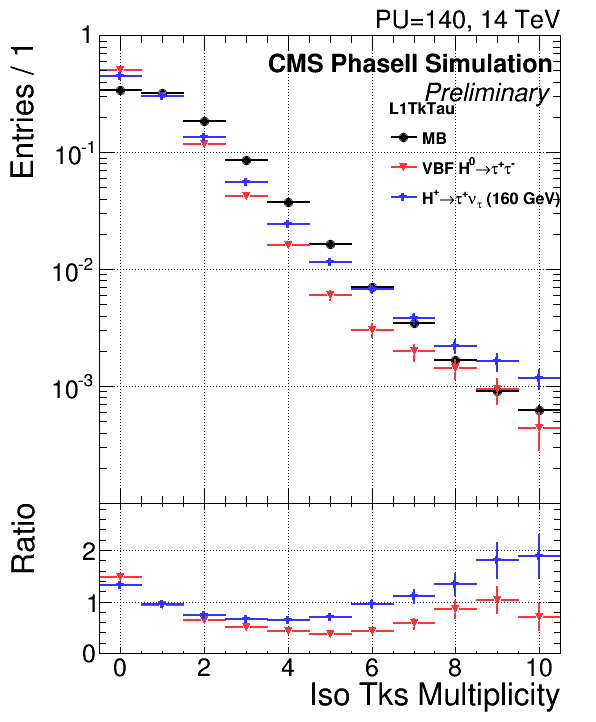 PU=140, 14 TeV
Entries / 1
1
10⁻¹
10⁻²
10⁻³
CMS PhaseII Simulation
Preliminary
L1TkTau
MB
VBF H⁰→τ⁺τ⁻
H⁺→τ⁺ντ (160 GeV)
Ratio
2
1
0
0 2 4 6 8 10
Iso Tks Multiplicity